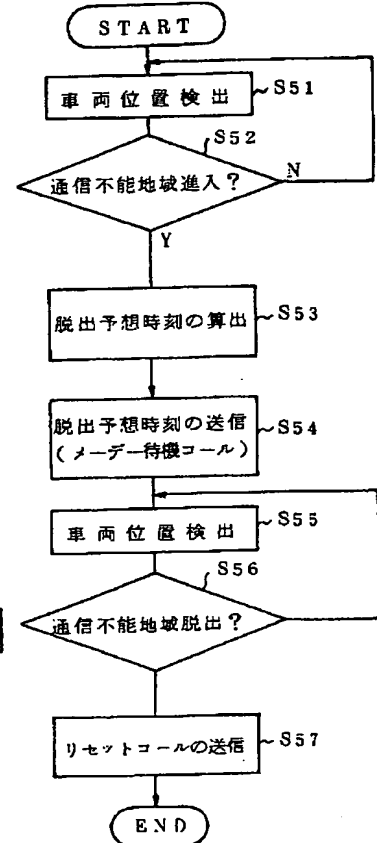 START
車両位置検出
S51
S52
通信不能地域進入?
N
Y
脱出予想時刻の算出
S53
脱出予想時刻の送信
(メーデー待機コール)
S54
車両位置検出
S55
S56
通信不能地域脱出?
リセットコールの送信
S57
END